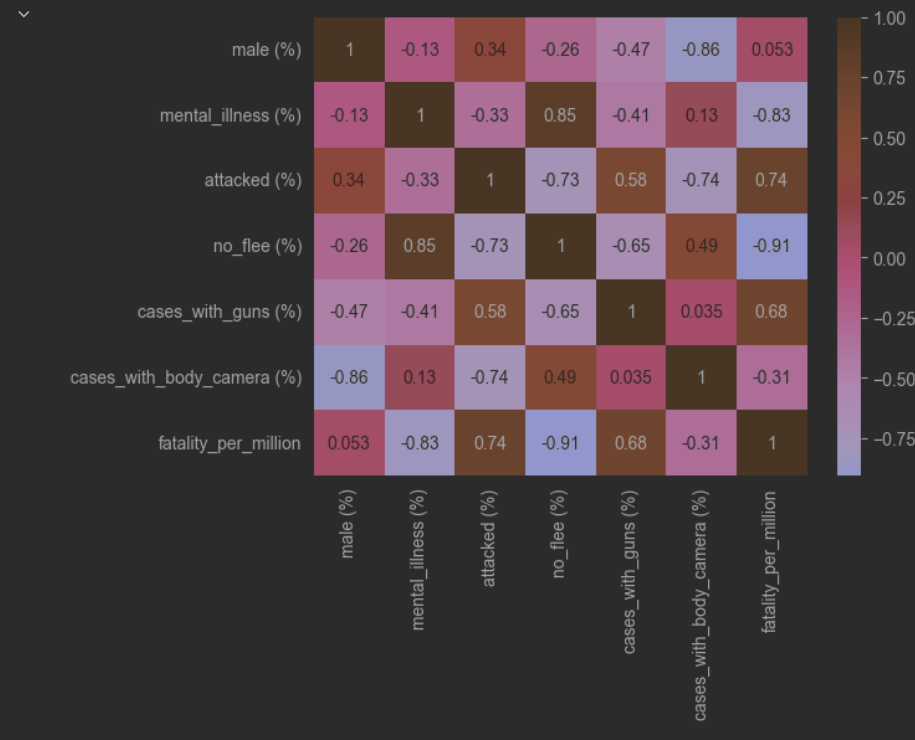 male (%) 1 -0.13 0.34 -0.26 -0.47 -0.86 0.053
mental_illness (%) -0.13 1 -0.33 0.85 -0.41 0.13 -0.83
attacked (%) 0.34 -0.33 1 -0.73 0.58 -0.74 0.74
no_flee (%) -0.26 0.85 -0.73 1 -0.65 0.49 -0.91
cases_with_guns (%) -0.47 -0.41 0.58 -0.65 1 0.035 0.68
cases_with_body_camera (%) -0.86 0.13 -0.74 0.49 0.035 1 -0.31
fatality_per_million 0.053 -0.83 0.74 -0.91 0.68 -0.31 1
male (%)
mental_illness (%)
attacked (%)
no_flee (%)
cases_with_guns (%)
cases_with_body_camera (%)
fatality_per_million
1.00
0.75
0.50
0.25
0.00
−0.25
−0.50
−0.75